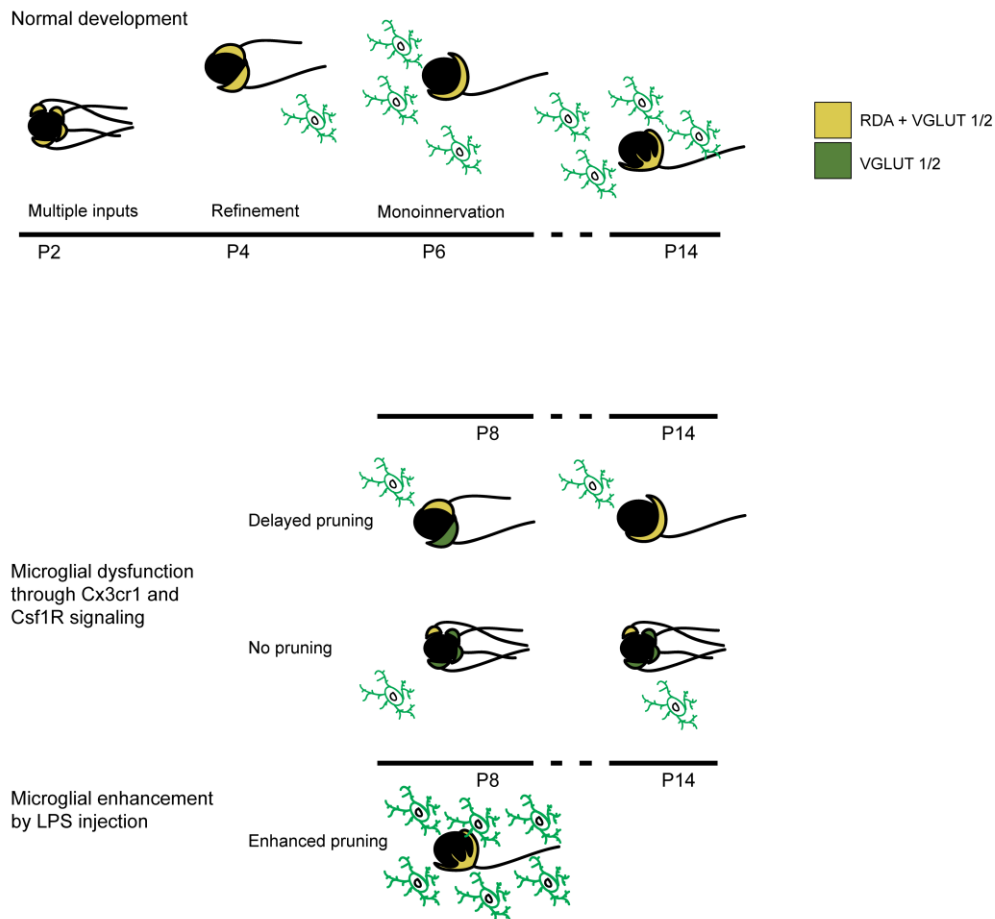 Normal development
RDA + VGLUT 1/2
VGLUT 1/2
Multiple inputs
Refinement
Monoinnervation
P2
P4
P6
P14
P8
P14
Delayed pruning
Microglial dysfunction
through Cx3cr1 and
Csf1R signaling
No pruning
P8
P14
Microglial enhancement
by LPS injection
Enhanced pruning